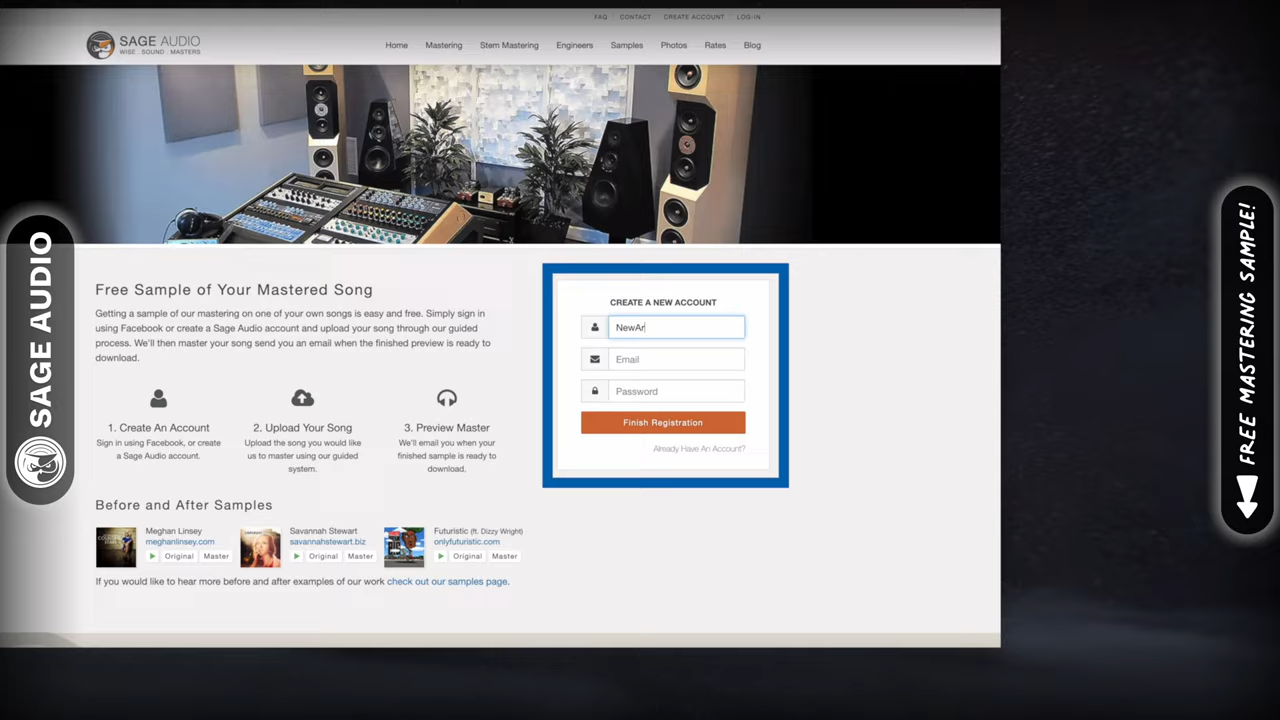 FAQ CONTACT CREATE ACCOUNT LOG-IN
SAGE AUDIO
WISE . SOUND . MASTERS
Home Mastering Stem Mastering Engineers Samples Photos Rates Blog
SAGE AUDIO
FREE MASTERING SAMPLE!
Free Sample of Your Mastered Song
Getting a sample of our mastering on one of your own songs is easy and free. Simply sign in
using Facebook or create a Sage Audio account and upload your song through our guided
process. We'll then master your song send you an email when the finished preview is ready to
download.
1. Create An Account
Sign in using Facebook, or create
a Sage Audio account.
2. Upload Your Song
Upload the song you would like
us to master using our guided
system.
3. Preview Master
We'll email you when your
finished sample is ready to
download.
CREATE A NEW ACCOUNT
NewAr
Email
Password
Finish Registration
Already Have An Account?
Before and After Samples
Meghan Linsey
meghanlinsey.com
Original Master
Savannah Stewart
savannahstewart.biz
Original Master
Futuristic (ft. Dizzy Wright)
onlyfuturistic.com
Original Master
If you would like to hear more before and after examples of our work check out our samples page.